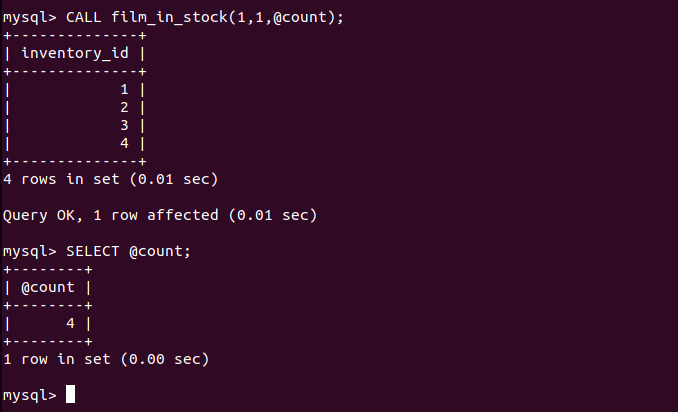 mysql> CALL film_in_stock(1,1,@count);
+--------------+
| inventory_id |
+--------------+
|            1 |
|            2 |
|            3 |
|            4 |
+--------------+
4 rows in set (0.01 sec)
Query OK, 1 row affected (0.01 sec)
mysql> SELECT @count;
+--------+
| @count |
+--------+
|      4 |
+--------+
1 row in set (0.00 sec)
mysql>